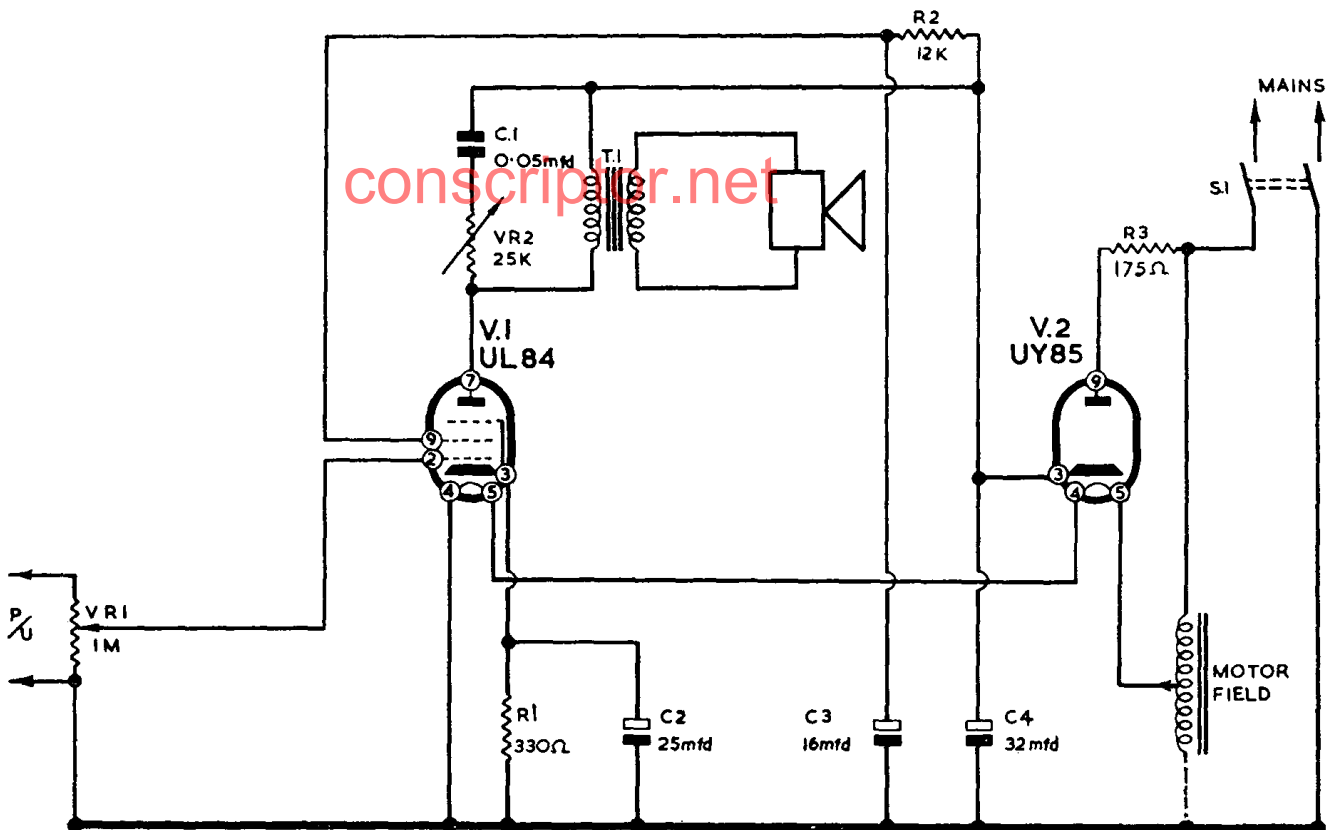 R2
12K
MAINS
C.1
0·05mfd
T.1
conscriptor.net
S.1
VR2
25K
R3
175Ω
V.1
UL84
V.2
UY85
7
9
9
2
3
3
4
5
4
5
P/U
VR1
1M
MOTOR
FIELD
R1
330Ω
C2
25mfd
C3
16mfd
C4
32mfd